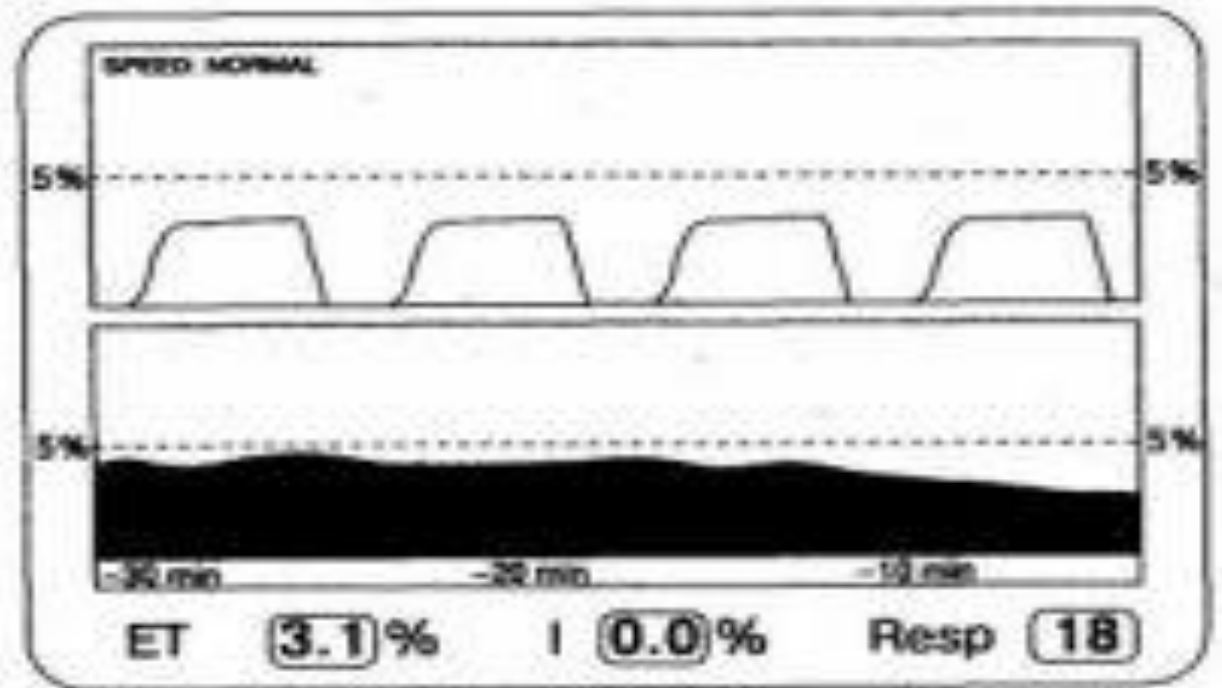 SPEED: NORMAL
5% 5%
5% 5%
-30 min -20 min -10 min
ET 3.1% I 0.0% Resp 18